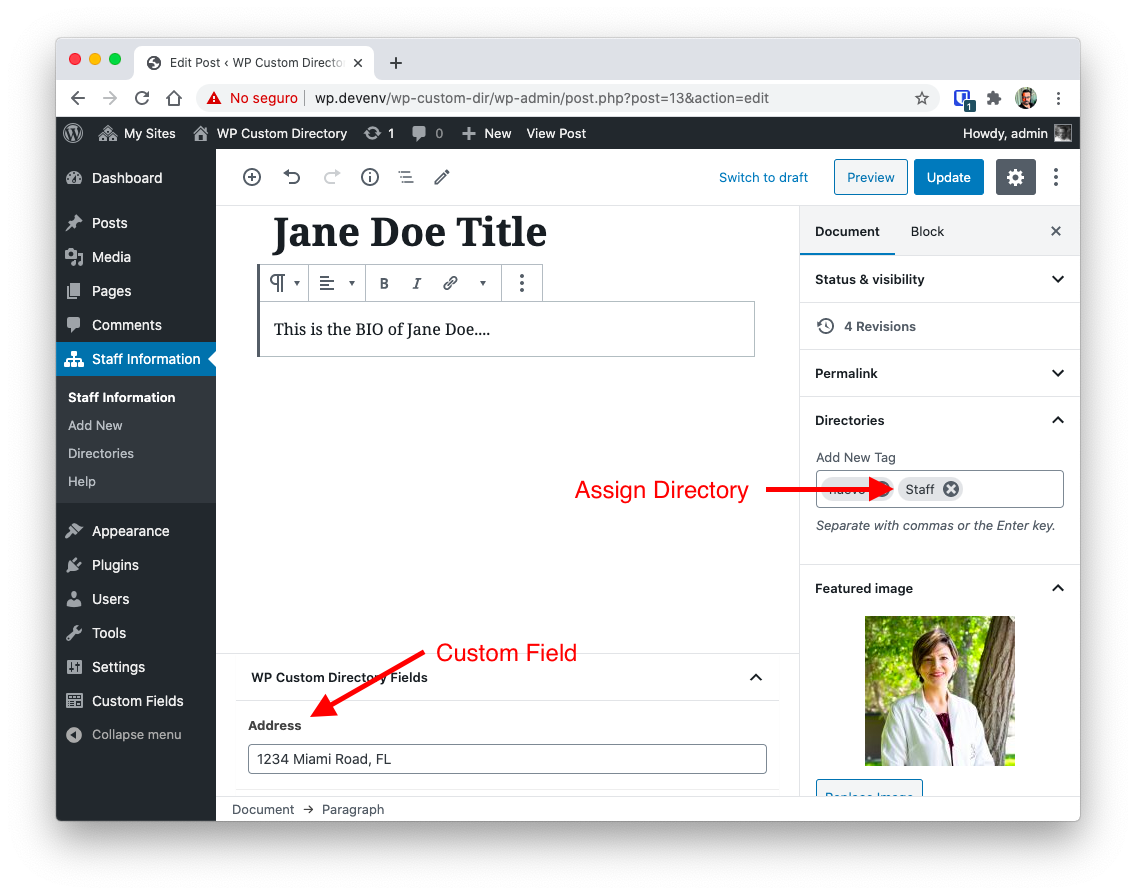 Edit Post ‹ WP Custom Directo
No seguro
wp.devenv/wp-custom-dir/wp-admin/post.php?post=13&action=edit
1
My Sites
WP Custom Directory
1
0
New
View Post
Howdy, admin
Dashboard
Posts
Media
Pages
Comments
Staff Information
Staff Information
Add New
Directories
Help
Appearance
Plugins
Users
Tools
Settings
Custom Fields
Collapse menu
Switch to draft
Preview
Update
Jane Doe Title
B
I
This is the BIO of Jane Doe....
Assign Directory
Custom Field
WP Custom Directory Fields
Address
1234 Miami Road, FL
Document → Paragraph
Document
Block
Status & visibility
4 Revisions
Permalink
Directories
Add New Tag
Staff
Separate with commas or the Enter key.
Featured image
Replace Image